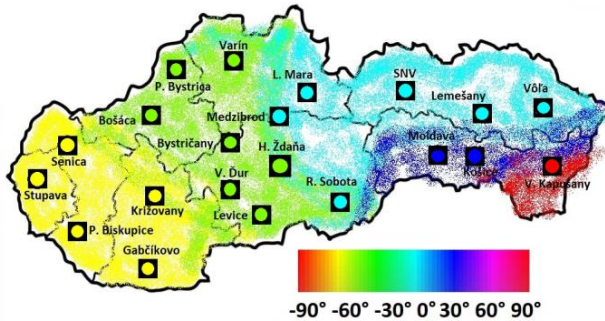 Varín
P. Bystriga
L. Mara
SNV
Lemešany
Vôľa
Bošáca
Medzibrod
Bystričany
H. Ždaňa
Moldava
Košice
V. Kapušany
Senica
Stupava
V. Ďur
Križovany
Levice
R. Sobota
P. Biskupice
Gabčíkovo
-90° -60° -30° 0° 30° 60° 90°